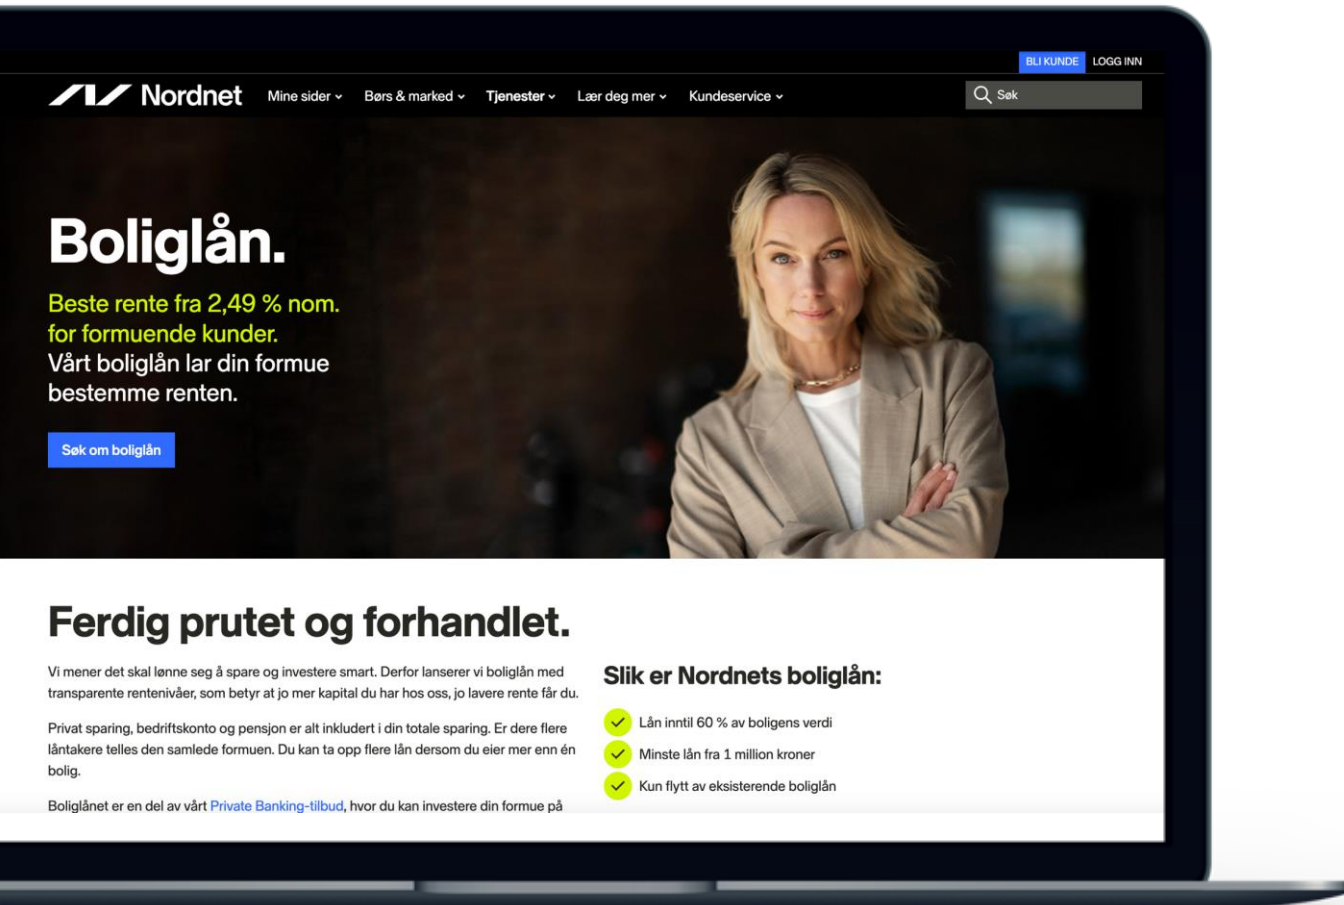 BLI KUNDE LOGG INN
Nordnet Mine sider Børs & marked Tjenester Lær deg mer Kundeservice Søk
Boliglån.
Beste rente fra 2,49 % nom.
for formuende kunder.
Vårt boliglån lar din formue
bestemme renten.
Søk om boliglån
Ferdig prutet og forhandlet.
Vi mener det skal lønne seg å spare og investere smart. Derfor lanserer vi boliglån med
transparente rentenivåer, som betyr at jo mer kapital du har hos oss, jo lavere rente får du.
Privat sparing, bedriftskonto og pensjon er alt inkludert i din totale sparing. Er dere flere
låntakere telles den samlede formuen. Du kan ta opp flere lån dersom du eier mer enn én
bolig.
Boliglånet er en del av vårt Private Banking-tilbud, hvor du kan investere din formue på
Slik er Nordnets boliglån:
Lån inntil 60 % av boligens verdi
Minste lån fra 1 million kroner
Kun flytt av eksisterende boliglån